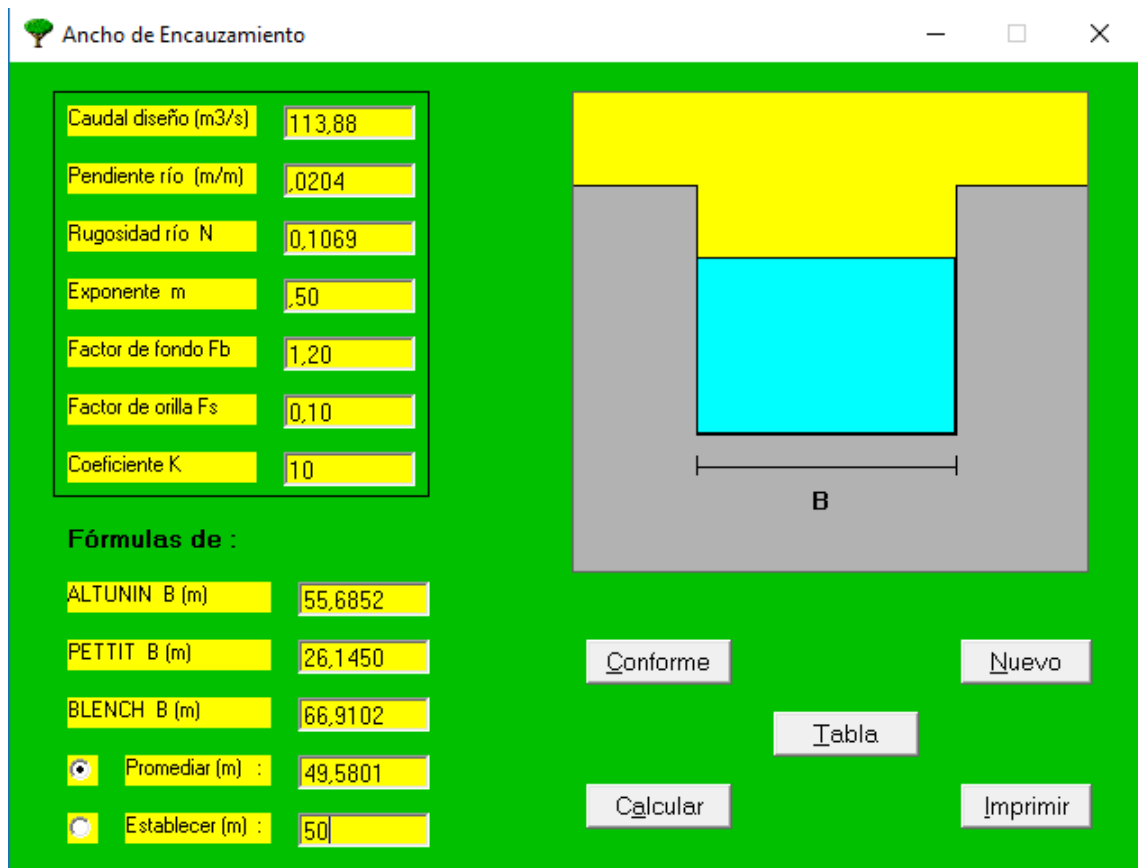 Ancho de Encauzamiento
Caudal diseño (m3/s) 113,88
Pendiente río (m/m) ,0204
Rugosidad río N 0,1069
Exponente m ,50
Factor de fondo Fb 1,20
Factor de orilla Fs 0,10
Coeficiente K 10
B
Fórmulas de :
ALTUNIN B (m) 55,6852
PETTIT B (m) 26,1450
BLENCH B (m) 66,9102
Promediar (m) : 49,5801
Establecer (m) : 50
Conforme
Nuevo
Tabla
Calcular
Imprimir